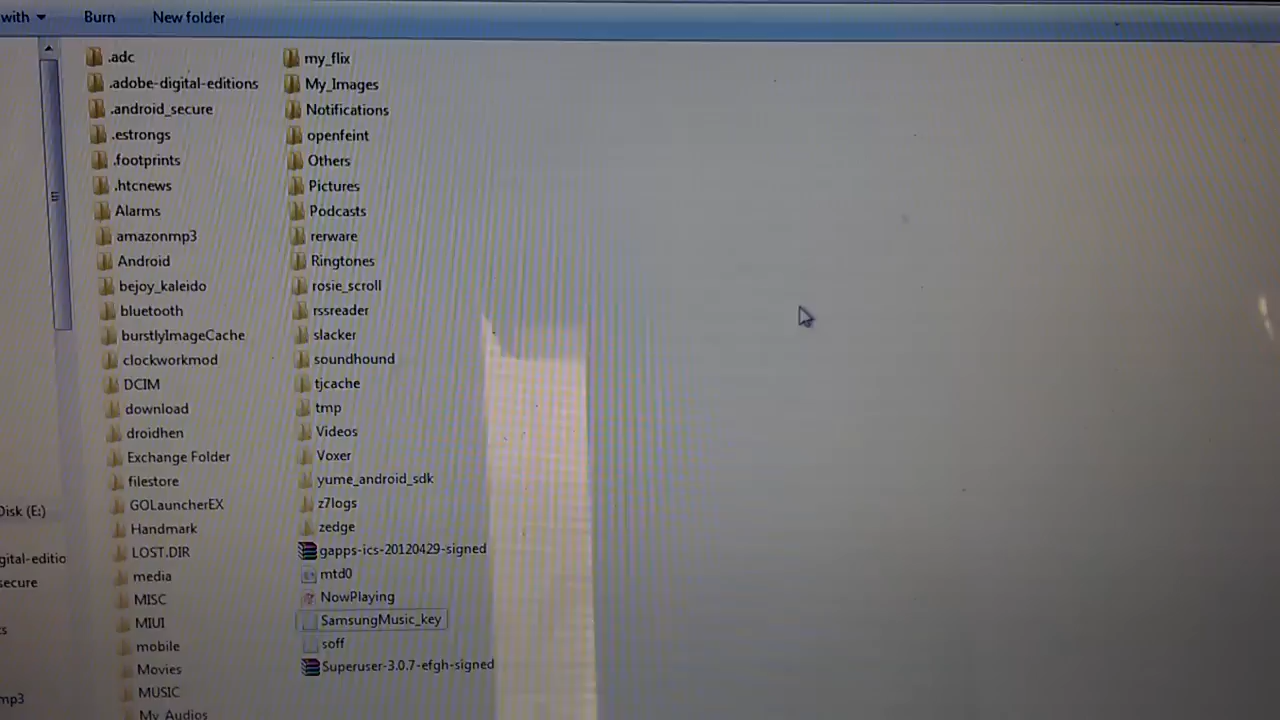 with
Burn
New folder
.adc
.adobe-digital-editions
.android_secure
.estrongs
.footprints
.htcnews
Alarms
amazonmp3
Android
bejoy_kaleido
bluetooth
burstlyImageCache
clockworkmod
DCIM
download
droidhen
Exchange Folder
filestore
GOLauncherEX
Handmark
LOST.DIR
media
MISC
MIUI
mobile
Movies
MUSIC
My_Audios
my_flix
My_Images
Notifications
openfeint
Others
Pictures
Podcasts
rerware
Ringtones
rosie_scroll
rssreader
slacker
soundhound
tjcache
tmp
Videos
Voxer
yume_android_sdk
z7logs
zedge
gapps-ics-20120429-signed
mtd0
NowPlaying
SamsungMusic_key
soff
Superuser-3.0.7-efgh-signed
Disk (E:)
gital-editio
secure
mp3